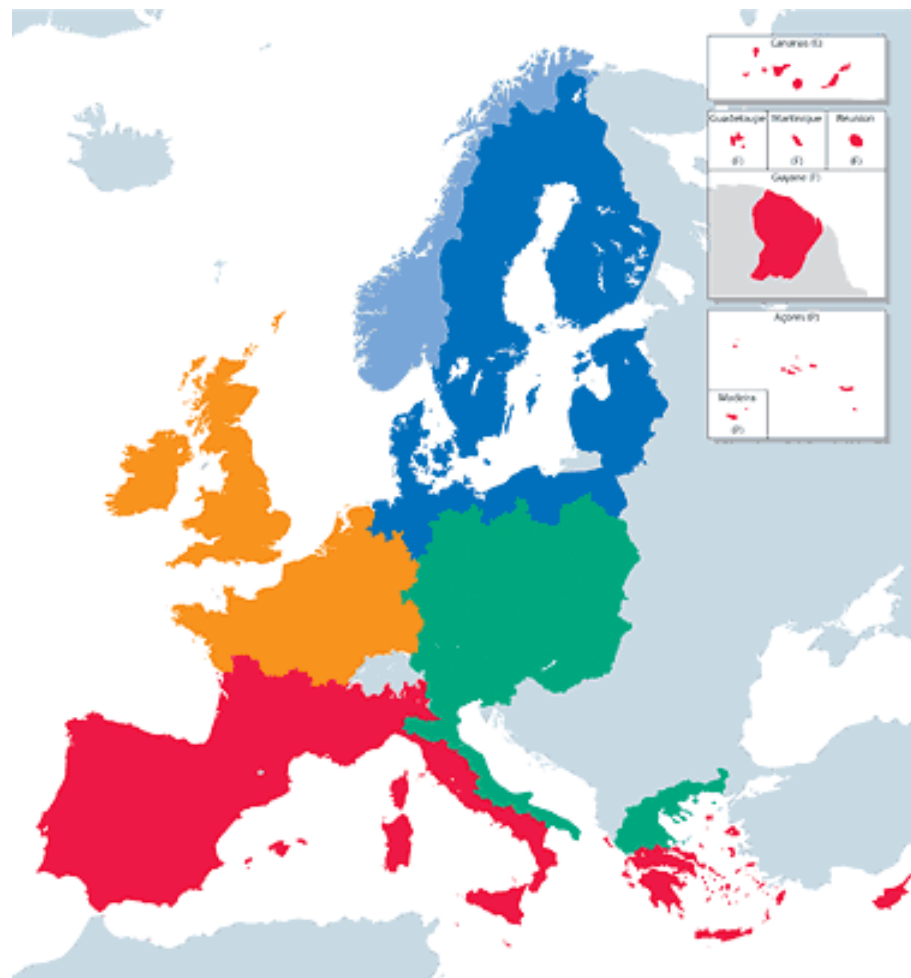 Canarias (E)
Guadeloupe
(F)
Martinique
(F)
Réunion
(F)
Guyane (F)
Açores (P)
Madeira
(P)